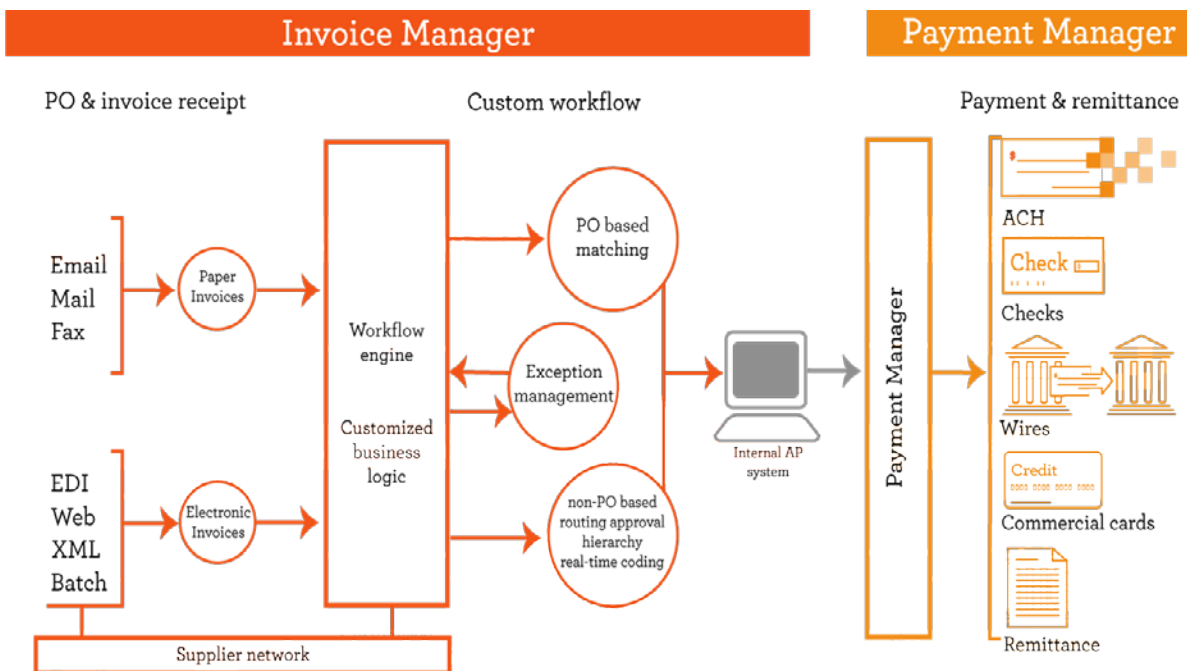 Invoice Manager
Payment Manager
PO & invoice receipt
Custom workflow
Payment & remittance
Email
Mail
Fax
Paper
Invoices
EDI
Web
XML
Batch
Electronic
Invoices
Supplier network
Workflow
engine
Customized
business
logic
PO based
matching
Exception
management
non-PO based
routing approval
hierarchy
real-time coding
Internal AP
system
Payment Manager
$
ACH
Check
$
Checks
Wires
Credit
Commercial cards
Remittance